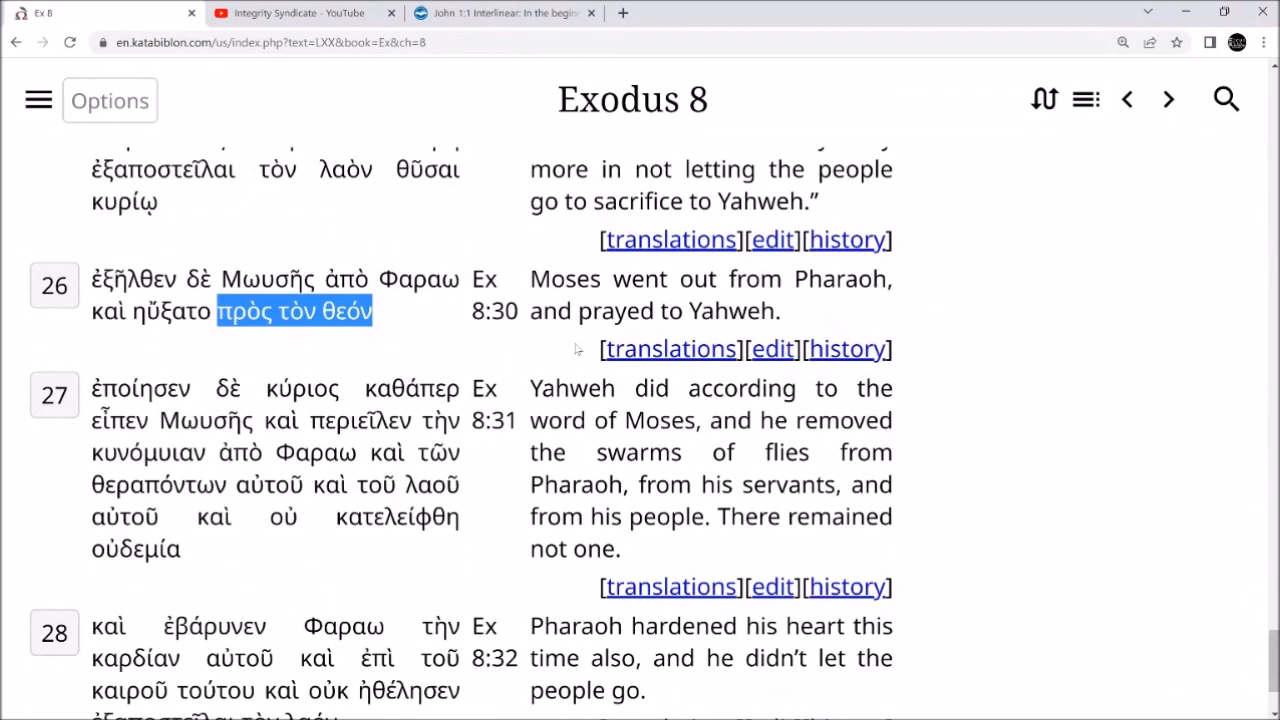 Ex 8
Integrity Syndicate - YouTube
John 1:1 Interlinear: In the begin
en.katabiblon.com/us/index.php?text=LXX&book=Ex&ch=8
Options
Exodus 8
ἐξαποστεῖλαι τὸν λαὸν θῦσαι
κυρίῳ
more in not letting the people
go to sacrifice to Yahweh.”
[translations][edit][history]
26
ἐξῆλθεν δὲ Μωυσῆς ἀπὸ Φαραω
καὶ ηὔξατο πρὸς τὸν θεόν
Ex
8:30
Moses went out from Pharaoh,
and prayed to Yahweh.
[translations][edit][history]
27
ἐποίησεν δὲ κύριος καθάπερ
εἶπεν Μωυσῆς καὶ περιεῖλεν τὴν
κυνόμυιαν ἀπὸ Φαραω καὶ τῶν
θεραπόντων αὐτοῦ καὶ τοῦ λαοῦ
αὐτοῦ καὶ οὐ κατελείφθη
οὐδεμία
Ex
8:31
Yahweh did according to the
word of Moses, and he removed
the swarms of flies from
Pharaoh, from his servants, and
from his people. There remained
not one.
[translations][edit][history]
28
καὶ ἐβάρυνεν Φαραω τὴν
καρδίαν αὐτοῦ καὶ ἐπὶ τοῦ
καιροῦ τούτου καὶ οὐκ ἠθέλησεν
ἐξαποστεῖλαι τὸν λαόν
Ex
8:32
Pharaoh hardened his heart this
time also, and he didn’t let the
people go.